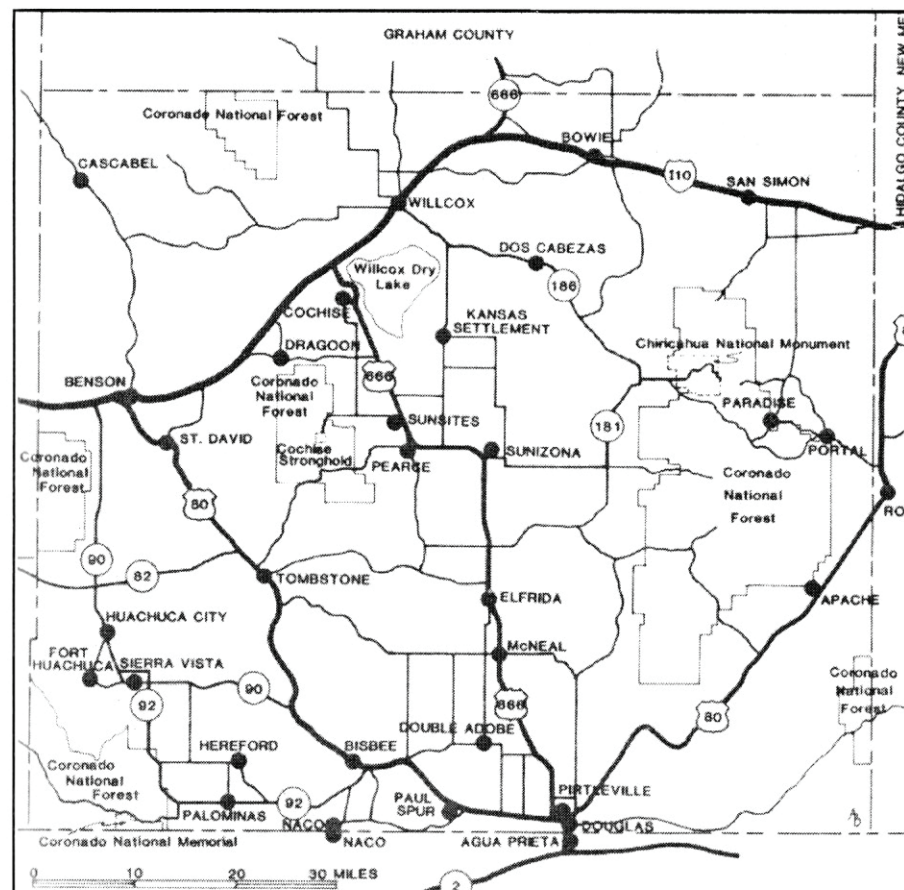 GRAHAM COUNTY
HIDALGO COUNTY, NEW ME
666
Coronado National Forest
BOWIE
CASCABEL
I10
SAN SIMON
WILLCOX
DOS CABEZAS
Willcox Dry
Lake
186
COCHISE
KANSAS
SETTLEMENT
Chiricahua National Monument
DRAGOON
666
BENSON
Coronado
National
Forest
PARADISE
SUNSITES
181
ST. DAVID
Cochise
Stronghold
SUNIZONA
PORTAL
Coronado
National
Forest
PEARCE
Coronado
National
Forest
80
RO
90
82
TOMBSTONE
APACHE
ELFRIDA
HUACHUCA CITY
McNEAL
FORT
HUACHUCA
SIERRA VISTA
Coronado
National
Forest
90
92
666
80
DOUBLE ADOBE
HEREFORD
BISBEE
Coronado
National
Forest
PIRTLEVILLE
92
PAUL
SPUR
PALOMINAS
NACO
DOUGLAS
Coronado National Memorial
NACO
AGUA PRIETA
0 10 20 30 MILES
2